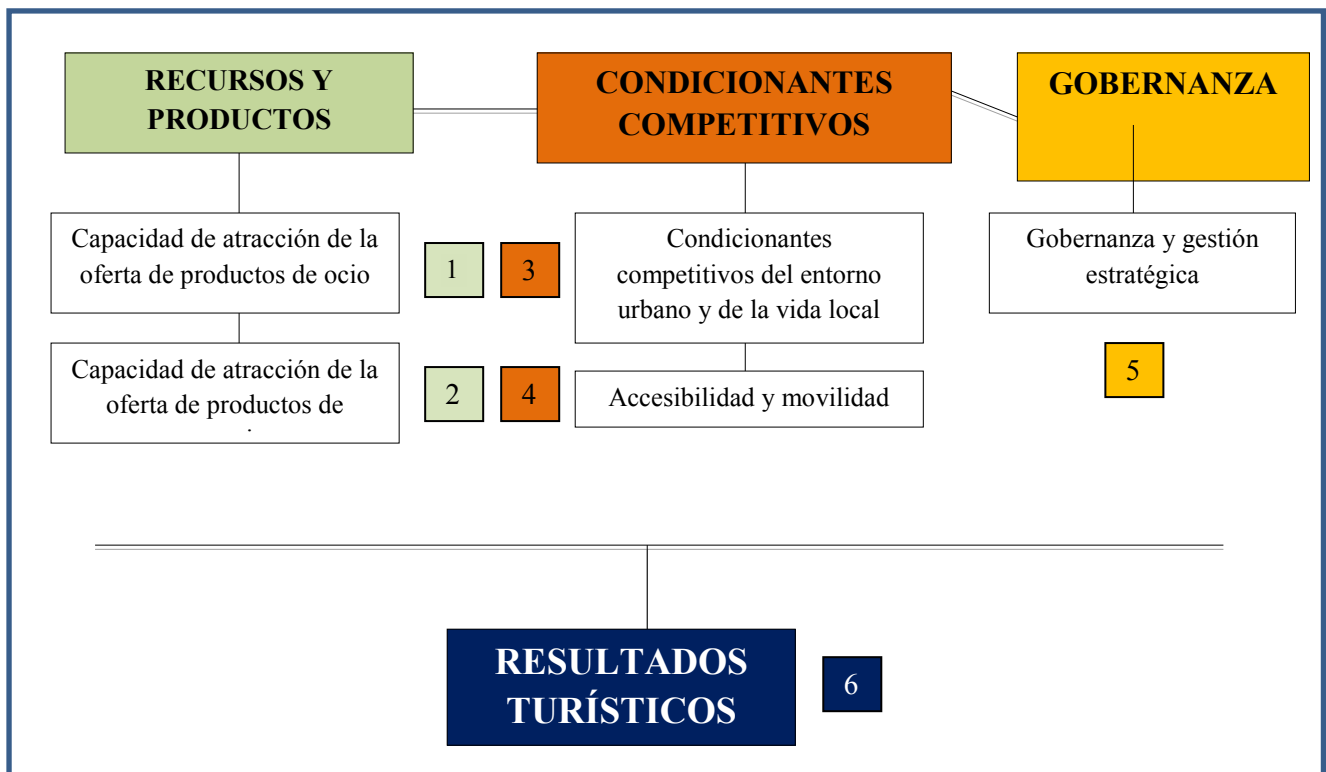 RECURSOS Y
PRODUCTOS
CONDICIONANTES
COMPETITIVOS
GOBERNANZA
Capacidad de atracción de la
oferta de productos de ocio
1
3
Condicionantes
competitivos del entorno
urbano y de la vida local
Gobernanza y gestión
estratégica
Capacidad de atracción de la
oferta de productos de
2
4
Accesibilidad y movilidad
5
RESULTADOS
TURÍSTICOS
6